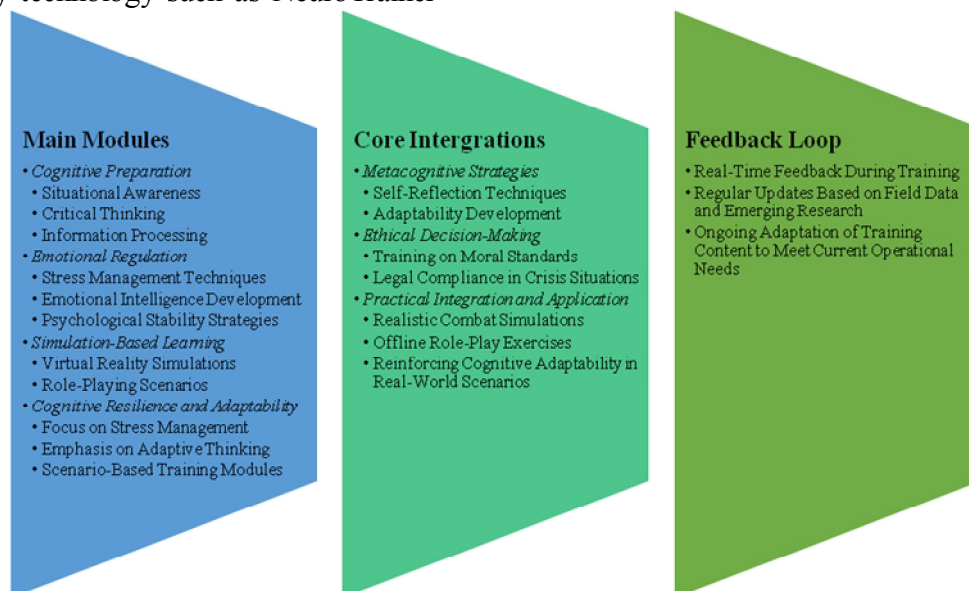 technology such as NeuroTrainer
Main Modules
• Cognitive Preparation
• Situational Awareness
• Critical Thinking
• Information Processing
• Emotional Regulation
• Stress Management Techniques
• Emotional Intelligence Development
• Psychological Stability Strategies
• Simulation-Based Learning
• Virtual Reality Simulations
• Role-Playing Scenarios
• Cognitive Resilience and Adaptability
• Focus on Stress Management
• Emphasis on Adaptive Thinking
• Scenario-Based Training Modules
Core Intergrations
• Metacognitive Strategies
• Self-Reflection Techniques
• Adaptability Development
• Ethical Decision-Making
• Training on Moral Standards
• Legal Compliance in Crisis Situations
• Practical Integration and Application
• Realistic Combat Simulations
• Offline Role-Play Exercises
• Reinforcing Cognitive Adaptability in
Real-World Scenarios
Feedback Loop
• Real-Time Feedback During Training
• Regular Updates Based on Field Data
and Emerging Research
• Ongoing Adaptation of Training
Content to Meet Current Operational
Needs